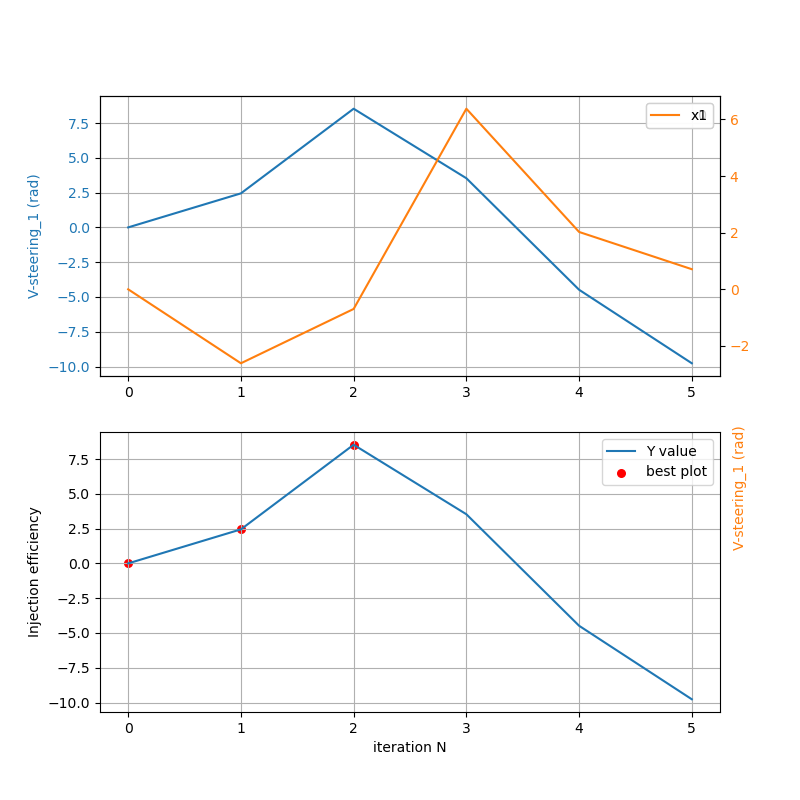 7.5
5.0
2.5
0.0
−2.5
−5.0
−7.5
−10.0
V-steering_1 (rad)
x1
6
4
2
0
−2
0 1 2 3 4 5
7.5
5.0
2.5
0.0
−2.5
−5.0
−7.5
−10.0
Injection efficiency
Y value
best plot
V-steering_1 (rad)
0 1 2 3 4 5
iteration N